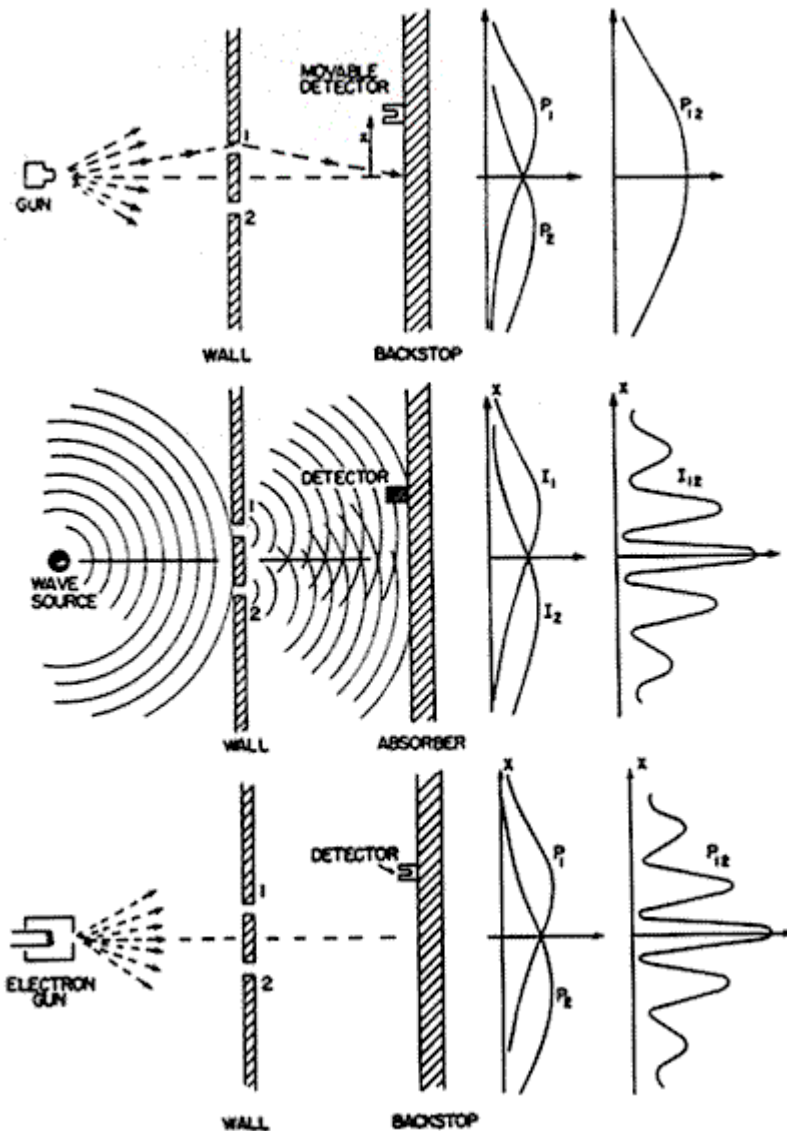 MOVABLE
DETECTOR
x
1
GUN
2
WALL
BACKSTOP
P₁
P₂
P₁₂
DETECTOR
1
WAVE
SOURCE
2
WALL
ABSORBER
x
I₁
I₂
x
I₁₂
DETECTOR
1
ELECTRON
GUN
2
WALL
BACKSTOP
x
P₁
P₂
x
P₁₂